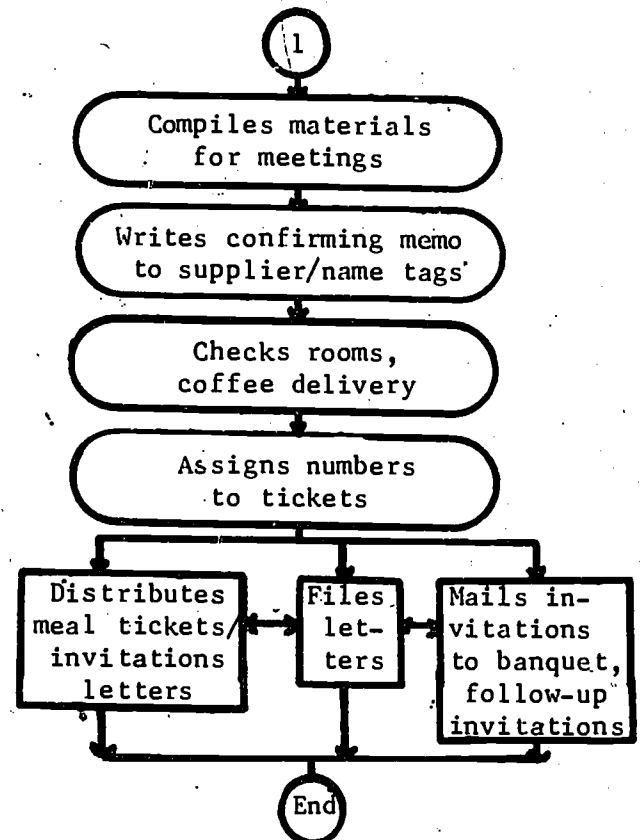 1
Compiles materials
for meetings
Writes confirming memo
to supplier/name tags
Checks rooms,
coffee delivery
Assigns numbers
to tickets
Distributes
meal tickets/
invitations
letters
Files
let-
ters
Mails in-
vitations
to banquet,
follow-up
invitations
End